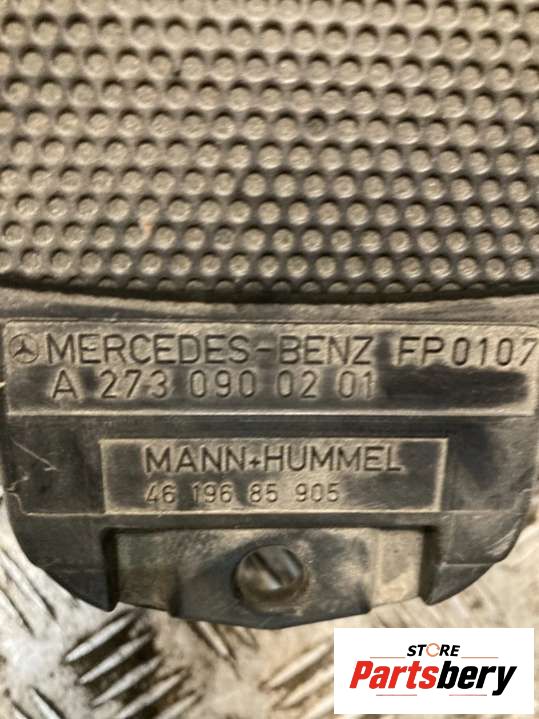 MERCEDES-BENZ FP0107
A 273 090 02 01
MANN+HUMMEL
46 196 85 905
STORE
Partsbery